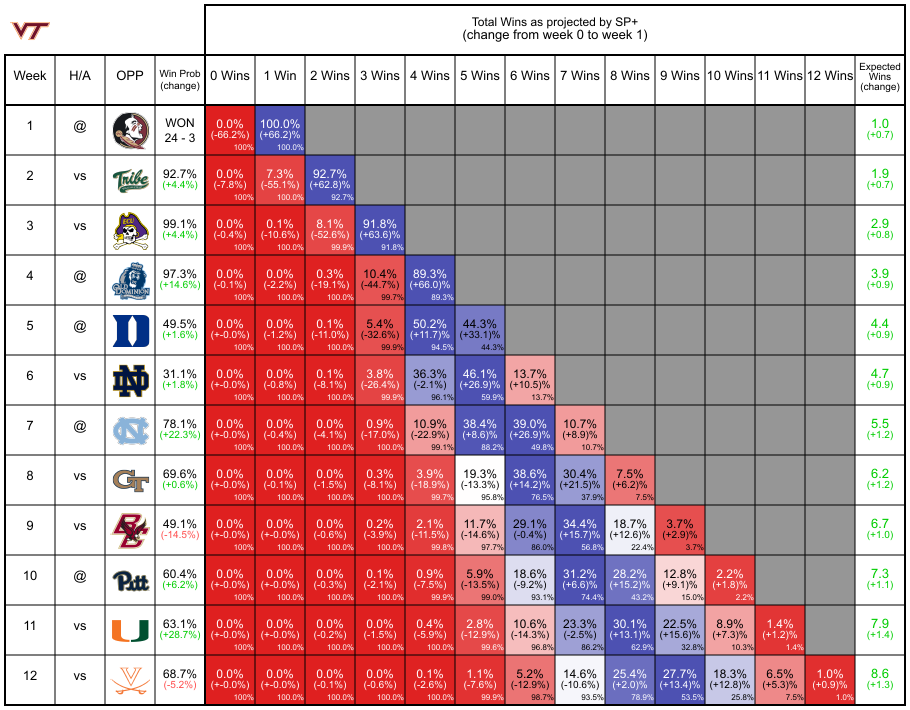 VT
Total Wins as projected by SP+
(change from week 0 to week 1)
Week H/A OPP Win Prob (change) 0 Wins 1 Win 2 Wins 3 Wins 4 Wins 5 Wins 6 Wins 7 Wins 8 Wins 9 Wins 10 Wins 11 Wins 12 Wins Expected Wins (change)
1 @ WON 0.0% 100.0% 1.0
24 - 3 (-66.2%) (+66.2)% (+0.7)
100% 100.0%
2 vs Tribe 92.7% 0.0% 7.3% 92.7% 1.9
(+4.4%) (-7.8%) (-55.1%) (+62.8)% (+0.7)
100% 100.0% 92.7%
3 vs ECU 99.1% 0.0% 0.1% 8.1% 91.8% 2.9
(+4.4%) (-0.4%) (-10.6%) (-52.6%) (+63.6)% (+0.8)
100% 100.0% 99.9% 91.8%
4 @ OLD DOMINION 97.3% 0.0% 0.0% 0.3% 10.4% 89.3% 3.9
(+14.6%) (-0.1%) (-2.2%) (-19.1%) (-44.7%) (+66.0)% (+0.9)
100% 100.0% 100.0% 99.7% 89.3%
5 @ D 49.5% 0.0% 0.0% 0.1% 5.4% 50.2% 44.3% 4.4
(+1.6%) (+-0.0%) (-1.2%) (-11.0%) (-32.6%) (+11.7)% (+33.1)% (+0.9)
100% 100.0% 100.0% 99.9% 94.5% 44.3%
6 vs ND 31.1% 0.0% 0.0% 0.1% 3.8% 36.3% 46.1% 13.7% 4.7
(+1.8%) (+-0.0%) (-0.8%) (-8.1%) (-26.4%) (-2.1%) (+26.9)% (+10.5)% (+0.9)
100% 100.0% 100.0% 99.9% 96.1% 59.9% 13.7%
7 @ NC 78.1% 0.0% 0.0% 0.0% 0.9% 10.9% 38.4% 39.0% 10.7% 5.5
(+22.3%) (+-0.0%) (-0.4%) (-4.1%) (-17.0%) (-22.9%) (+8.6)% (+26.9)% (+8.9)% (+1.2)
100% 100.0% 100.0% 100.0% 99.1% 88.2% 49.8% 10.7%
8 vs GT 69.6% 0.0% 0.0% 0.0% 0.3% 3.9% 19.3% 38.6% 30.4% 7.5% 6.2
(+0.6%) (+-0.0%) (-0.1%) (-1.5%) (-8.1%) (-18.9%) (-13.3%) (+14.2)% (+21.5)% (+6.2)% (+1.2)
100% 100.0% 100.0% 100.0% 99.7% 95.8% 76.5% 37.9% 7.5%
9 vs BC 49.1% 0.0% 0.0% 0.0% 0.2% 2.1% 11.7% 29.1% 34.4% 18.7% 3.7% 6.7
(-14.5%) (+-0.0%) (+-0.0%) (-0.6%) (-3.9%) (-11.5%) (-14.6%) (-0.4%) (+15.7)% (+12.6)% (+2.9)% (+1.0)
100% 100.0% 100.0% 100.0% 99.8% 97.7% 86.0% 56.8% 22.4% 3.7%
10 @ Pitt 60.4% 0.0% 0.0% 0.0% 0.1% 0.9% 5.9% 18.6% 31.2% 28.2% 12.8% 2.2% 7.3
(+6.2%) (+-0.0%) (+-0.0%) (-0.3%) (-2.1%) (-7.5%) (-13.5%) (-9.2%) (+6.6)% (+15.2)% (+9.1)% (+1.8)% (+1.1)
100% 100.0% 100.0% 100.0% 99.9% 99.0% 93.1% 74.4% 43.2% 15.0% 2.2%
11 vs 63.1% 0.0% 0.0% 0.0% 0.0% 0.4% 2.8% 10.6% 23.3% 30.1% 22.5% 8.9% 1.4% 7.9
(+28.7%) (+-0.0%) (+-0.0%) (-0.2%) (-1.5%) (-5.9%) (-12.9%) (-14.3%) (-2.5%) (+13.1)% (+15.6)% (+7.3)% (+1.2)% (+1.4)
100% 100.0% 100.0% 100.0% 100.0% 99.6% 96.8% 86.2% 62.9% 32.8% 10.3% 1.4%
12 vs V 68.7% 0.0% 0.0% 0.0% 0.0% 0.1% 1.1% 5.2% 14.6% 25.4% 27.7% 18.3% 6.5% 1.0% 8.6
(-5.2%) (+-0.0%) (+-0.0%) (-0.1%) (-0.6%) (-2.6%) (-7.6%) (-12.9%) (-10.6%) (+2.0)% (+13.4)% (+12.8)% (+5.3)% (+0.9)% (+1.3)
100% 100.0% 100.0% 100.0% 100.0% 99.9% 98.7% 93.5% 78.9% 53.5% 25.8% 7.5% 1.0%